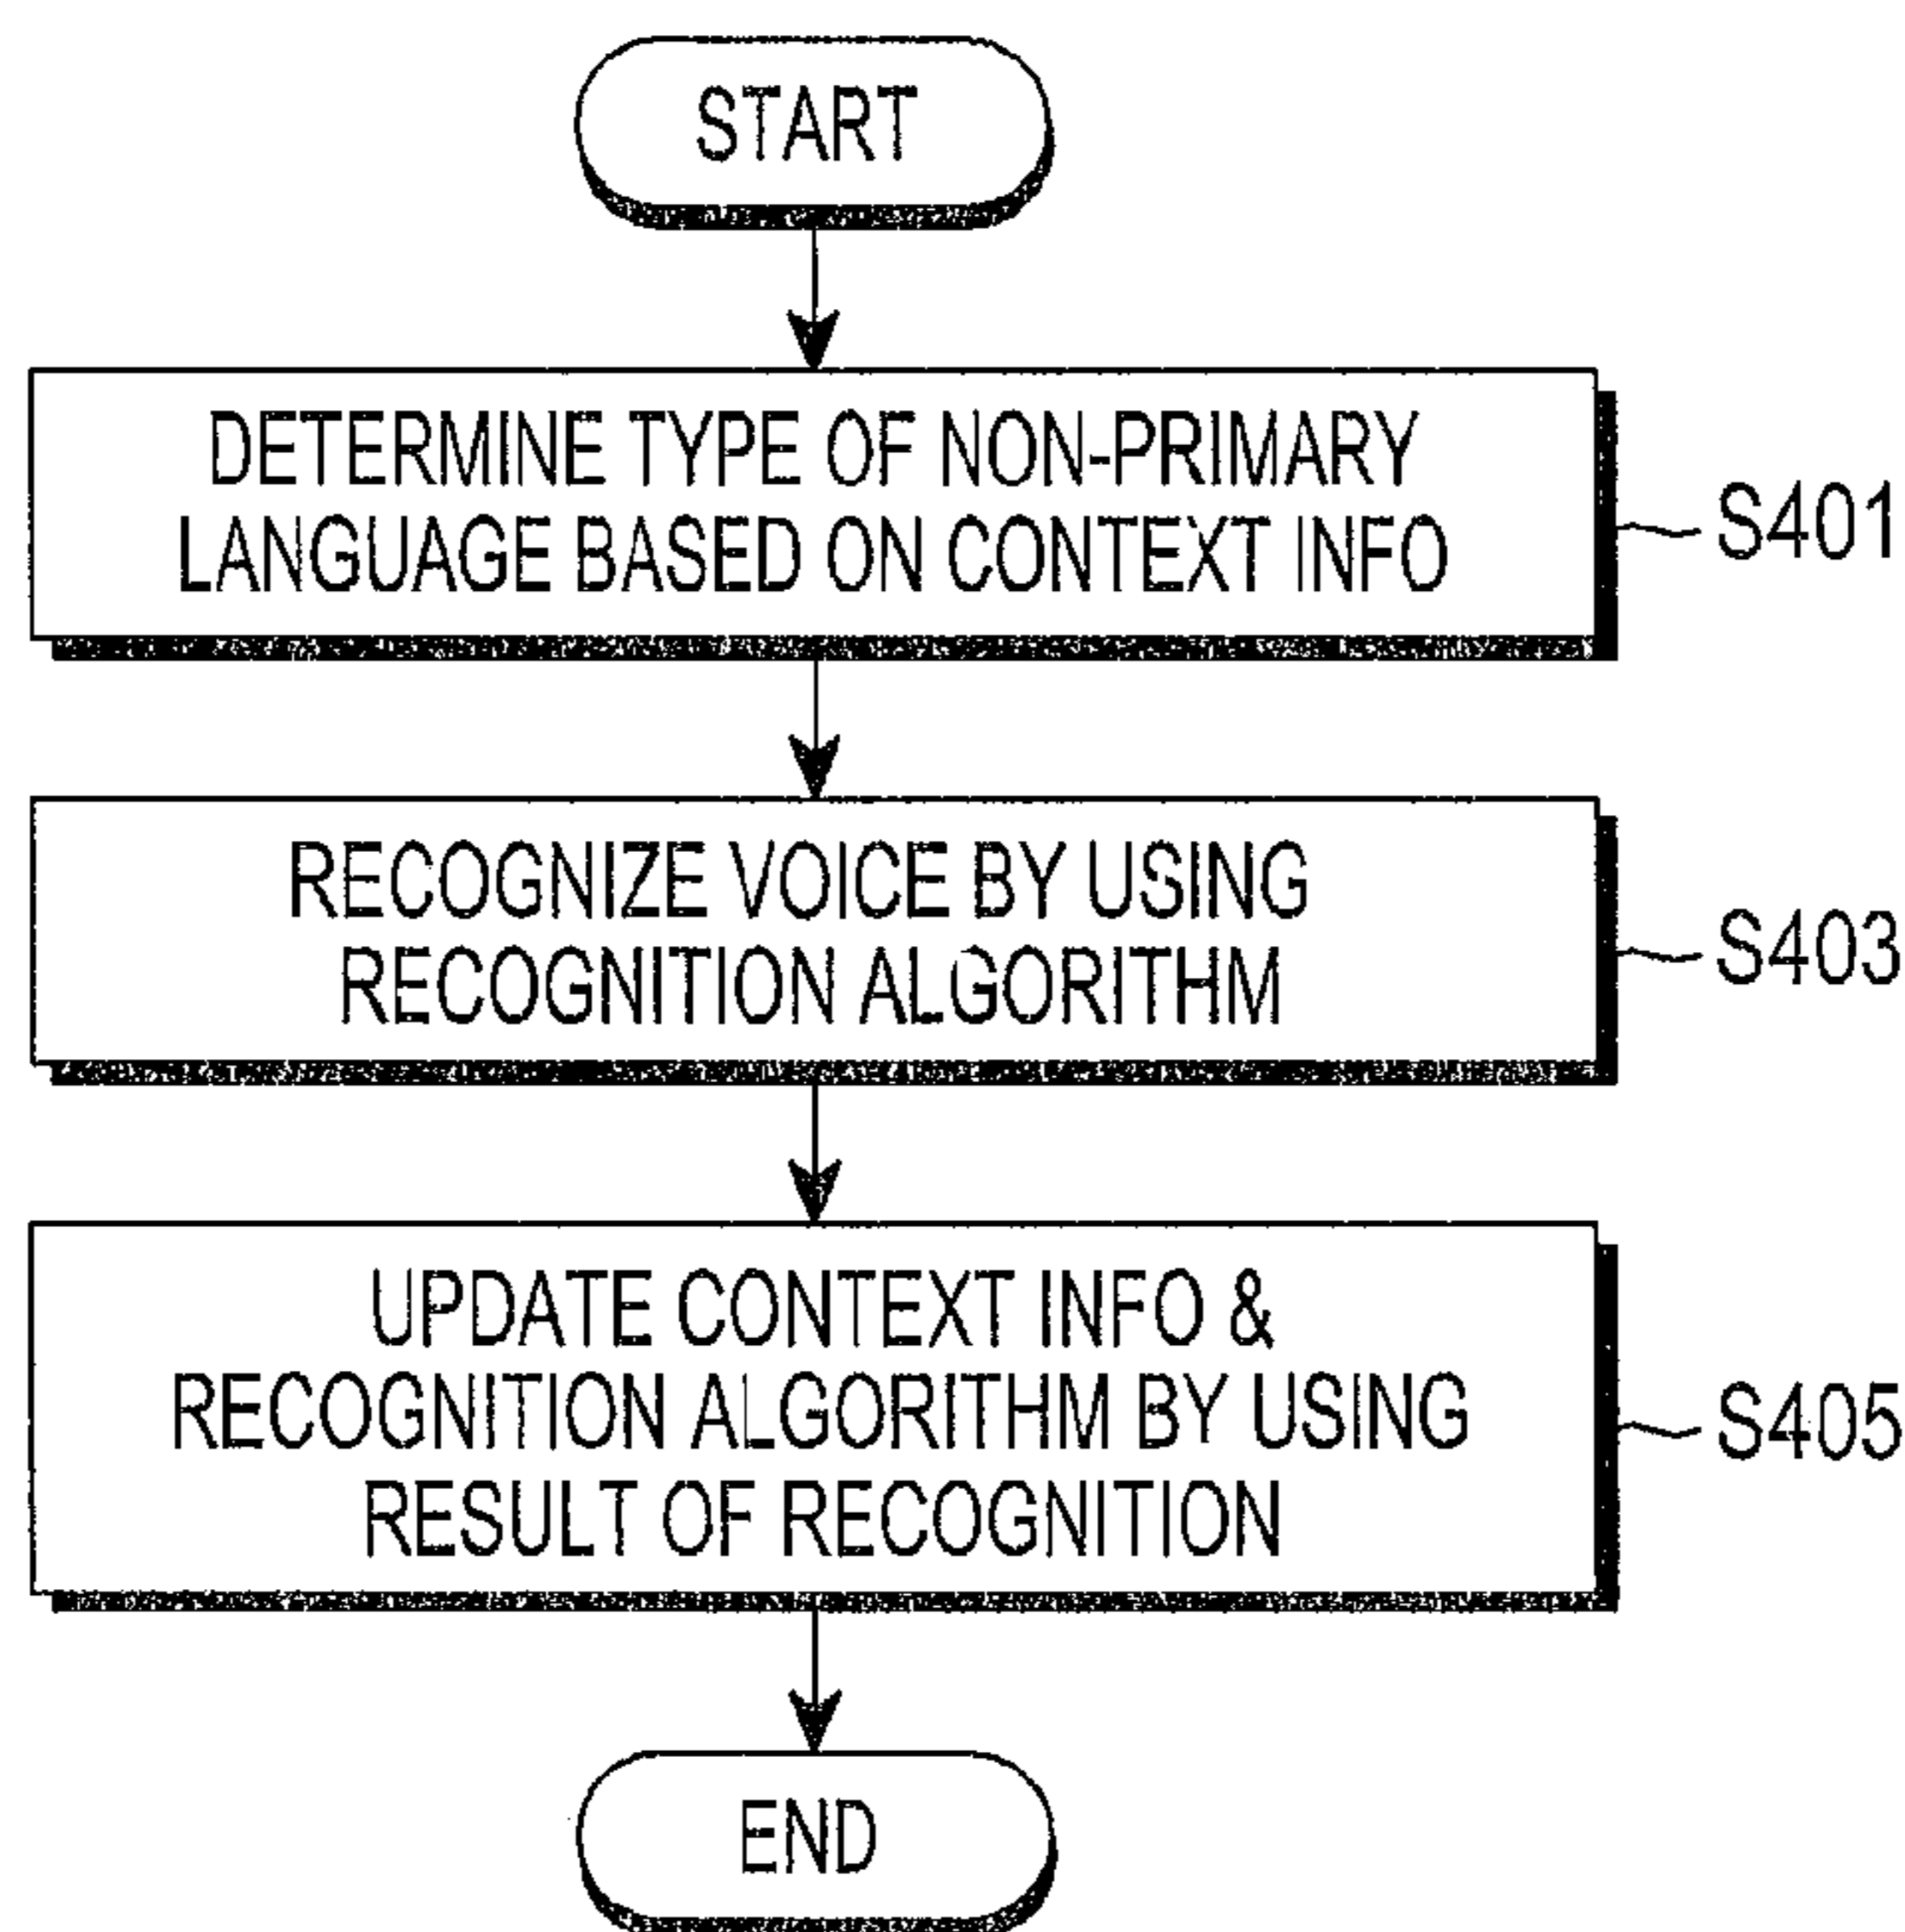 START
DETERMINE TYPE OF NON-PRIMARY
LANGUAGE BASED ON CONTEXT INFO
S401
RECOGNIZE VOICE BY USING
RECOGNITION ALGORITHM
S403
UPDATE CONTEXT INFO &
RECOGNITION ALGORITHM BY USING
RESULT OF RECOGNITION
S405
END